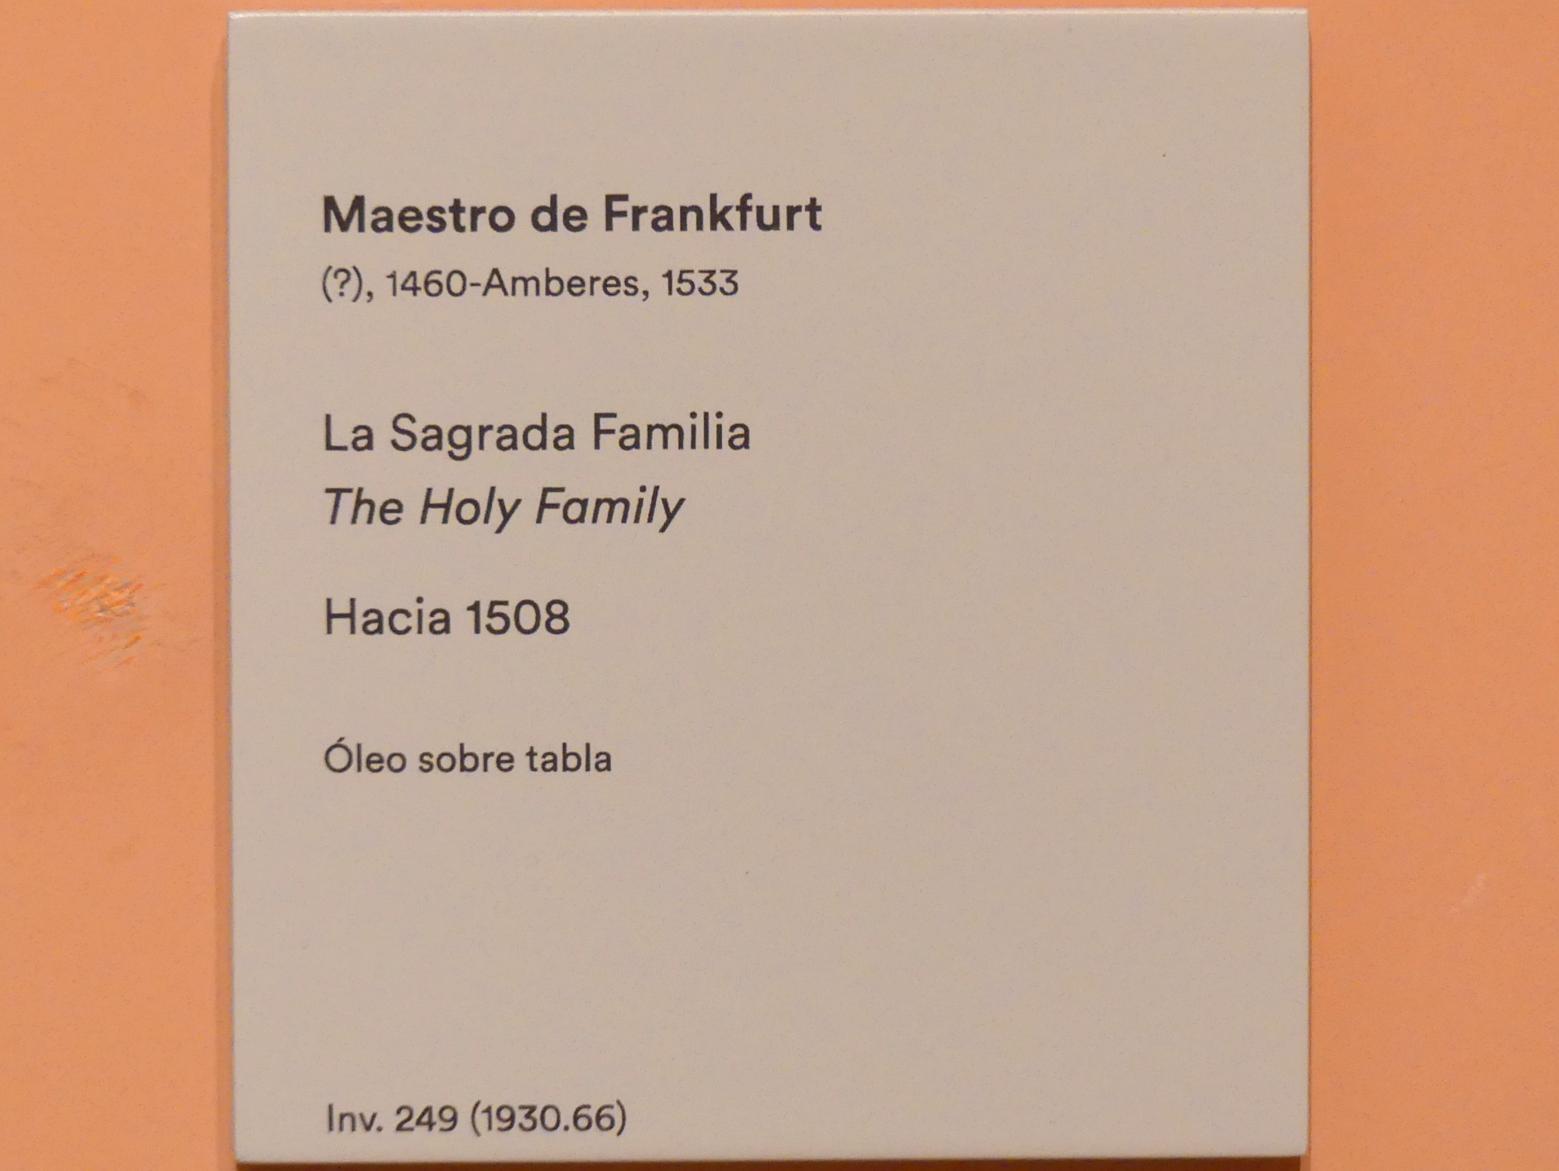 Maestro de Frankfurt
(?), 1460-Amberes, 1533
La Sagrada Familia
The Holy Family
Hacia 1508
Óleo sobre tabla
Inv. 249 (1930.66)